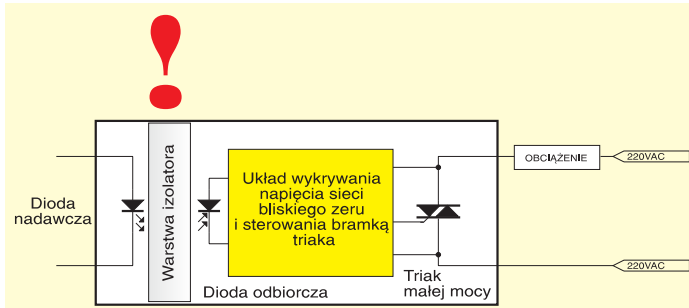 OBCIĄŻENIE
220VAC
Dioda
nadawcza
Warstwa izolatora
Układ wykrywania
napięcia sieci
bliskiego zeru
i sterowania bramką
triaka
220VAC
Dioda odbiorcza
Triak
małej mocy